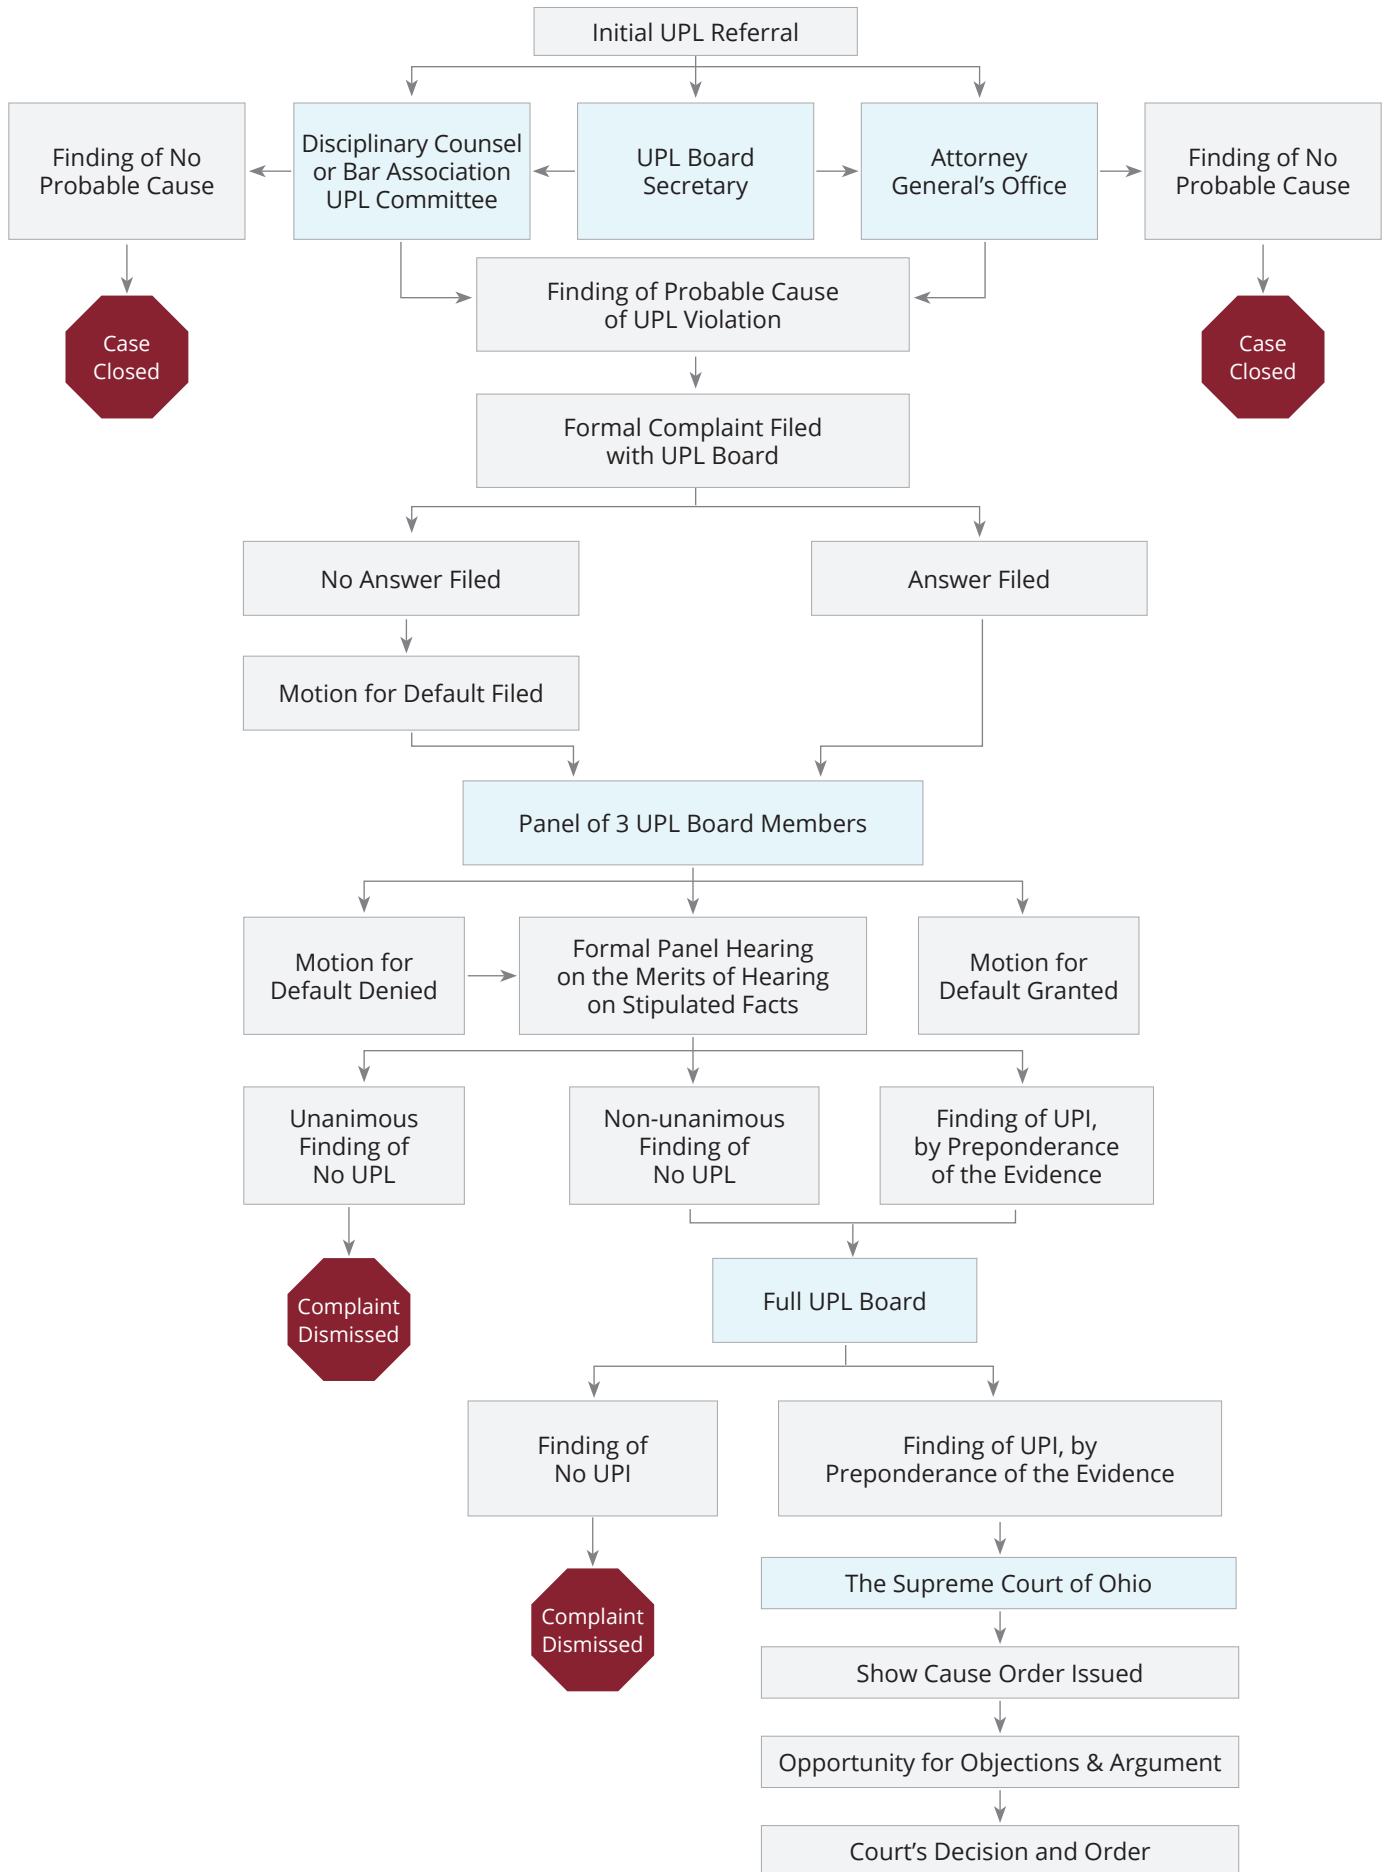 Initial UPL Referral
Finding of No
Probable Cause
Disciplinary Counsel
or Bar Association
UPL Committee
UPL Board
Secretary
Attorney
General’s Office
Finding of No
Probable Cause
Case
Closed
Finding of Probable Cause
of UPL Violation
Case
Closed
Formal Complaint Filed
with UPL Board
No Answer Filed
Answer Filed
Motion for Default Filed
Panel of 3 UPL Board Members
Motion for
Default Denied
Formal Panel Hearing
on the Merits of Hearing
on Stipulated Facts
Motion for
Default Granted
Unanimous
Finding of
No UPL
Non-unanimous
Finding of
No UPL
Finding of UPI,
by Preponderance
of the Evidence
Complaint
Dismissed
Full UPL Board
Finding of
No UPI
Finding of UPI, by
Preponderance of the Evidence
Complaint
Dismissed
The Supreme Court of Ohio
Show Cause Order Issued
Opportunity for Objections & Argument
Court’s Decision and Order